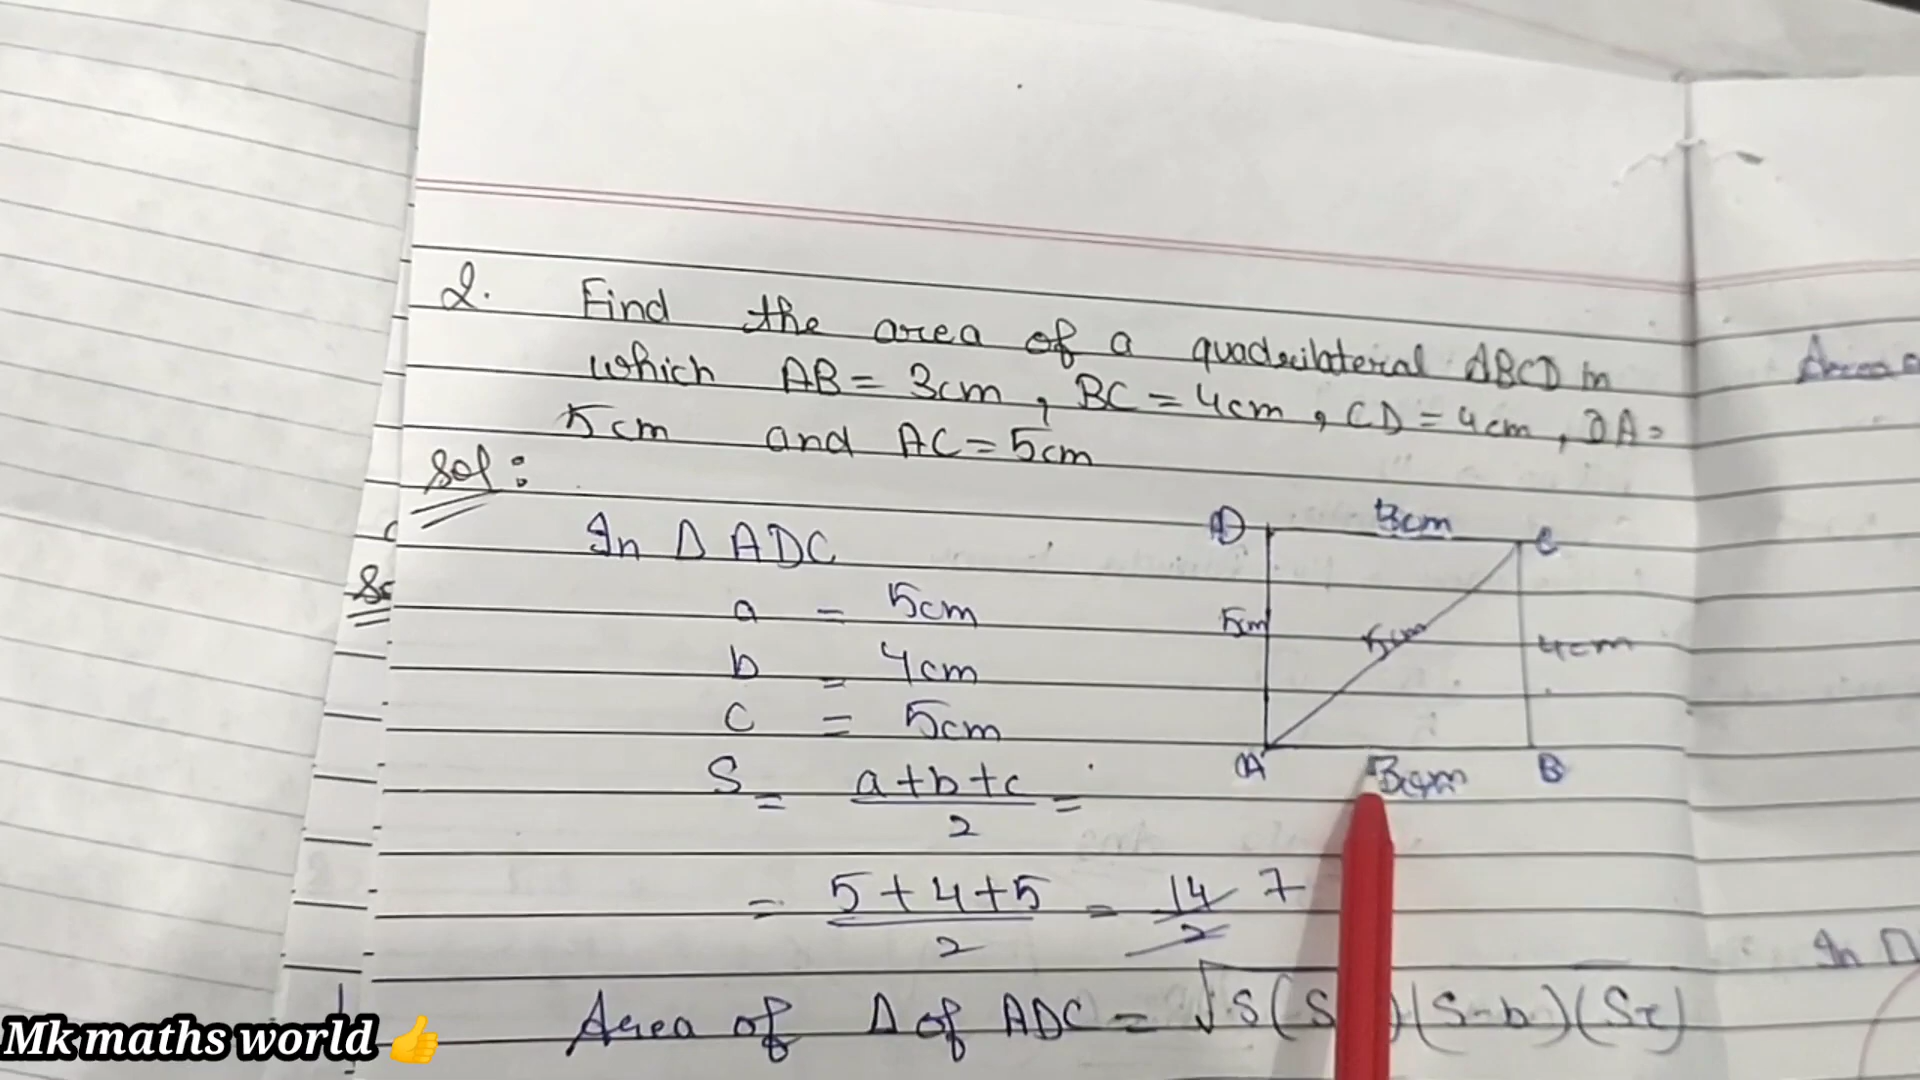 2. Find the area of a quadrilateral ABCD in
which AB = 3cm, BC = 4cm, CD = 4cm, DA =
5cm and AC = 5cm
Sol:
In Δ ADC
a = 5cm
b = 4cm
c = 5cm
S = a+b+c / 2 =
= 5+4+5 / 2 = 14 / 2 7
Area of Δ of ADC = √S(S )(S-b)(S-c)
D C
5cm 5cm 4cm
A 3cm B
Area
In
Mk maths world 👍